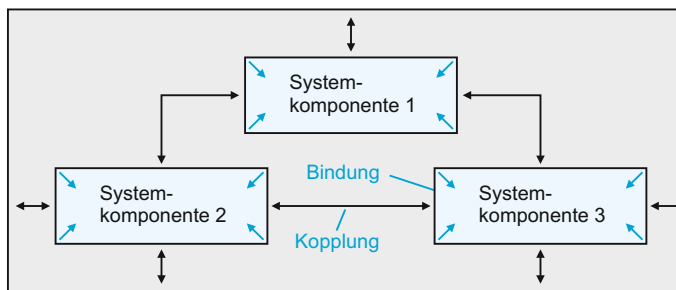 System-
komponente 1
Bindung
System-
komponente 2
System-
komponente 3
Kopplung